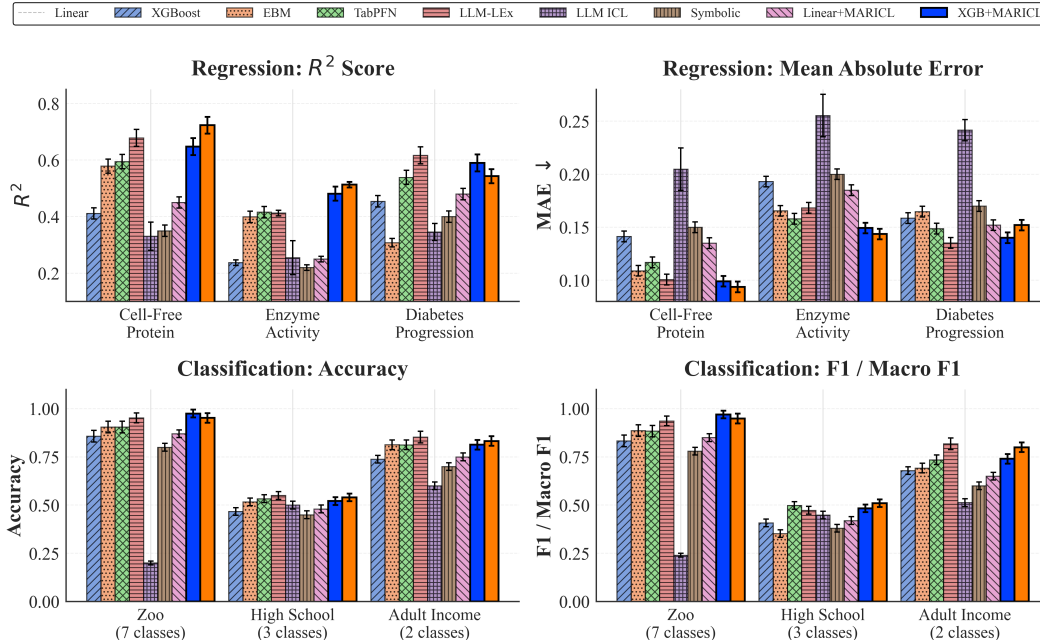 Linear XGBoost EBM TabPFN LLM-LEx LLM ICL Symbolic Linear+MARICL XGB+MARICL
Regression: R² Score
R²
0.8
0.6
0.4
0.2
Cell-Free
Protein
Enzyme
Activity
Diabetes
Progression
Regression: Mean Absolute Error
MAE ↓
0.25
0.20
0.15
0.10
Cell-Free
Protein
Enzyme
Activity
Diabetes
Progression
Classification: Accuracy
Accuracy
1.00
0.75
0.50
0.25
0.00
Zoo
(7 classes)
High School
(3 classes)
Adult Income
(2 classes)
Classification: F1 / Macro F1
F1 / Macro F1
1.00
0.75
0.50
0.25
0.00
Zoo
(7 classes)
High School
(3 classes)
Adult Income
(2 classes)